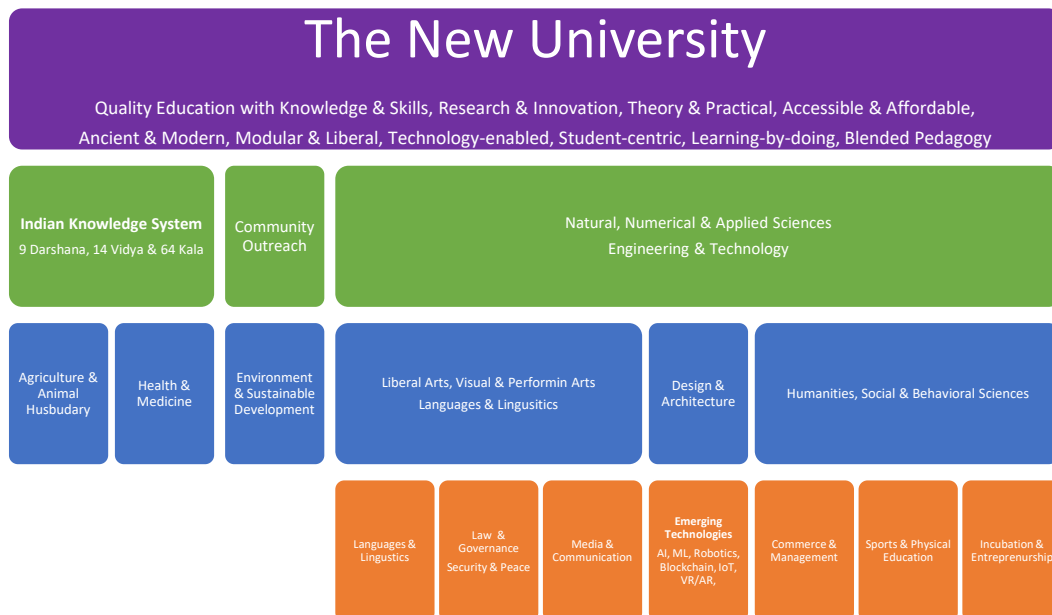 The New University
Quality Education with Knowledge & Skills, Research & Innovation, Theory & Practical, Accessible & Affordable,
Ancient & Modern, Modular & Liberal, Technology-enabled, Student-centric, Learning-by-doing, Blended Pedagogy
Indian Knowledge System
9 Darshana, 14 Vidya & 64 Kala
Community
Outreach
Natural, Numerical & Applied Sciences
Engineering & Technology
Agriculture &
Animal
Husbudary
Health &
Medicine
Environment
& Sustainable
Development
Liberal Arts, Visual & Performin Arts
Languages & Lingusitics
Design &
Architecture
Humanities, Social & Behavioral Sciences
Languages &
Lingustics
Law &
Governance
Security & Peace
Media &
Communication
Emerging
Technologies
AI, ML, Robotics,
Blockchain, IoT,
VR/AR,
Commerce &
Management
Sports & Physical
Education
Incubation &
Entreprenurship